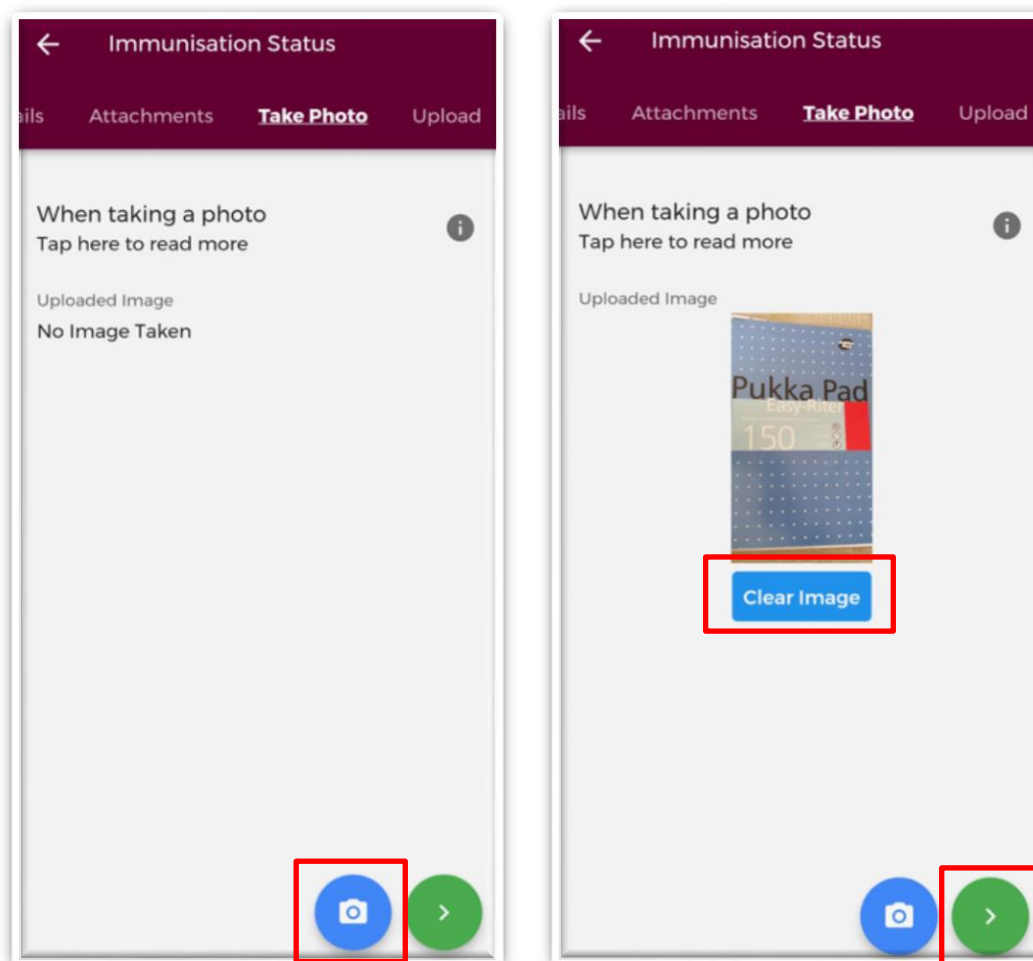 Immunisation Status
ils Attachments Take Photo Upload
When taking a photo
Tap here to read more
Uploaded Image
No Image Taken
Immunisation Status
ails Attachments Take Photo Upload
When taking a photo
Tap here to read more
Uploaded Image
Pukka Pad
Easy-Riter
150
Clear Image